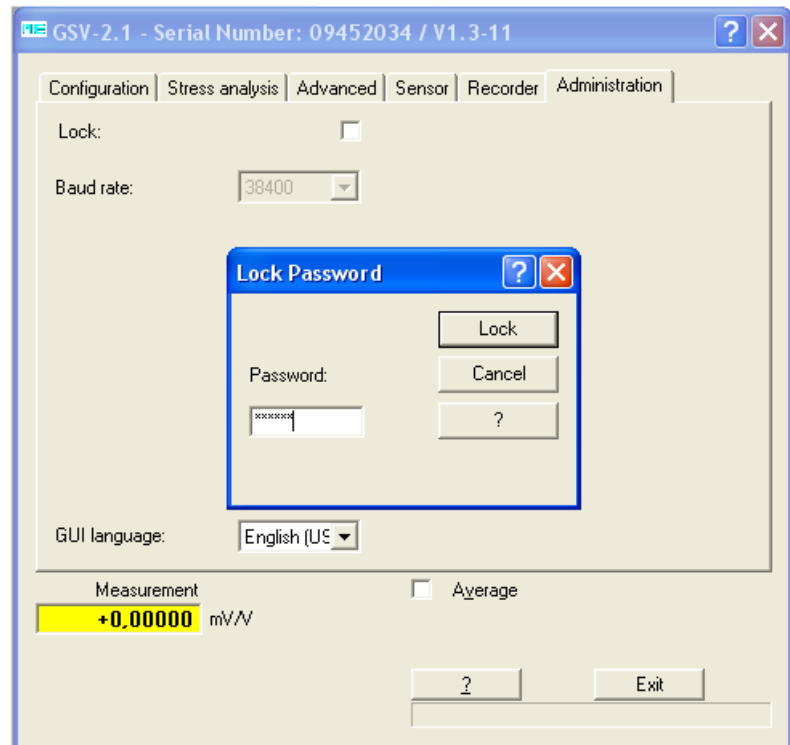 GSV-2.1 - Serial Number: 09452034 / V1.3-11
?
Configuration Stress analysis Advanced Sensor Recorder Administration
Lock:
Baud rate: 38400
Lock Password
?
Lock
Password: Cancel
****** ?
GUI language: English (US
Measurement Average
+0,00000 mV/V
? Exit